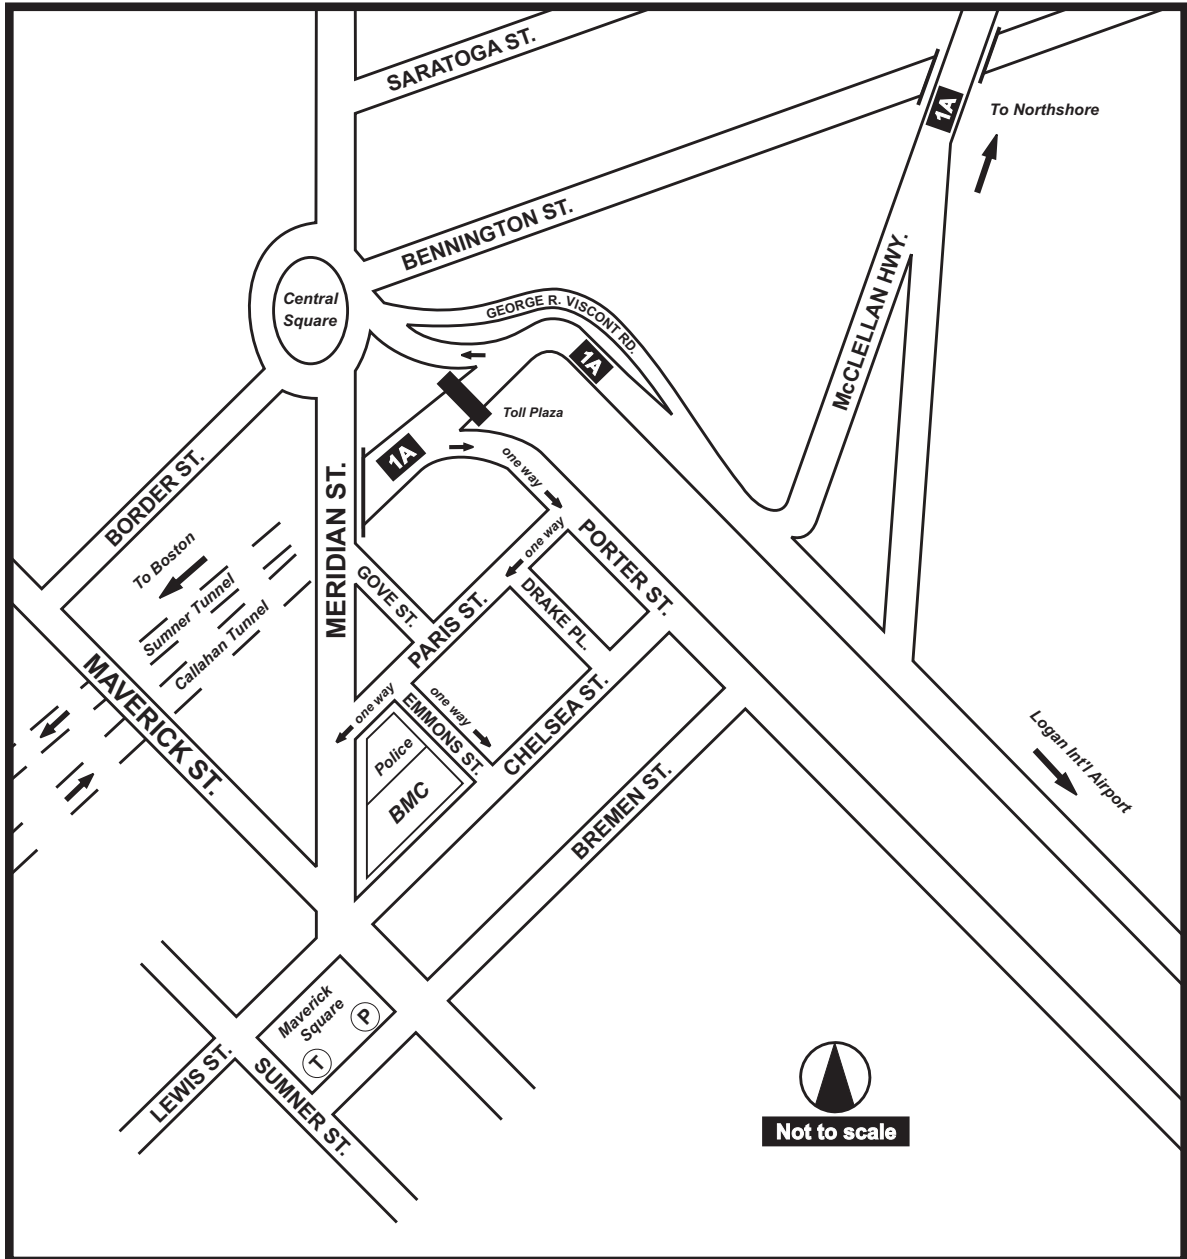 SARATOGA ST.
1A
To Northshore
BENNINGTON ST.
Central
Square
GEORGE R. VISCONT RD.
McCLELLAN HWY.
1A
Toll Plaza
1A
one way
BORDER ST.
MERIDIAN ST.
To Boston
Sumner Tunnel
Callahan Tunnel
GOVE ST.
one way
PORTER ST.
PARIS ST.
DRAKE PL.
MAVERICK ST.
one way
one way
EMMONS ST.
CHELSEA ST.
Police
BMC
BREMEN ST.
Logan Int'l Airport
Maverick
Square
P
T
LEWIS ST.
SUMNER ST.
Not to scale